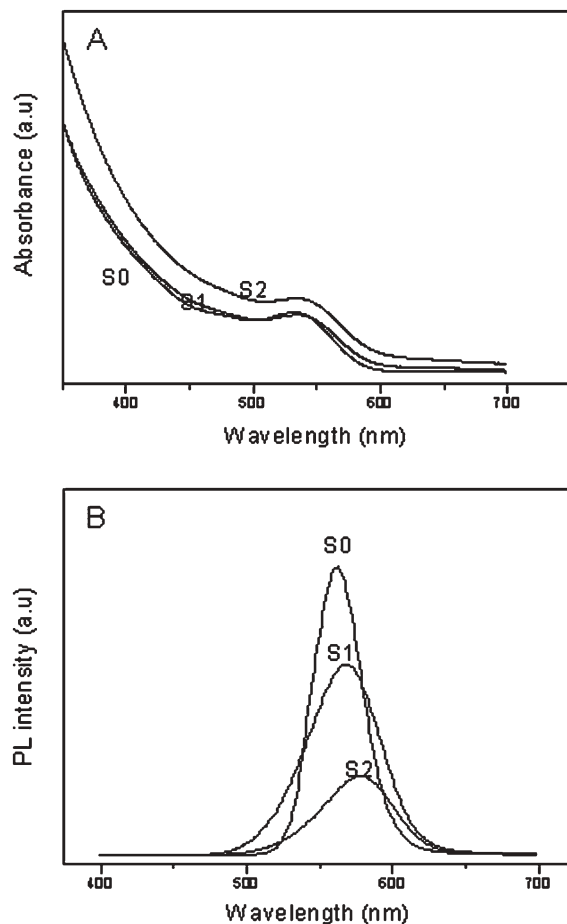 A
Absorbance (a.u)
S0
S1
S2
400
500
600
700
Wavelength (nm)
B
PL intensity (a.u)
S0
S1
S2
400
500
600
700
Wavelength (nm)